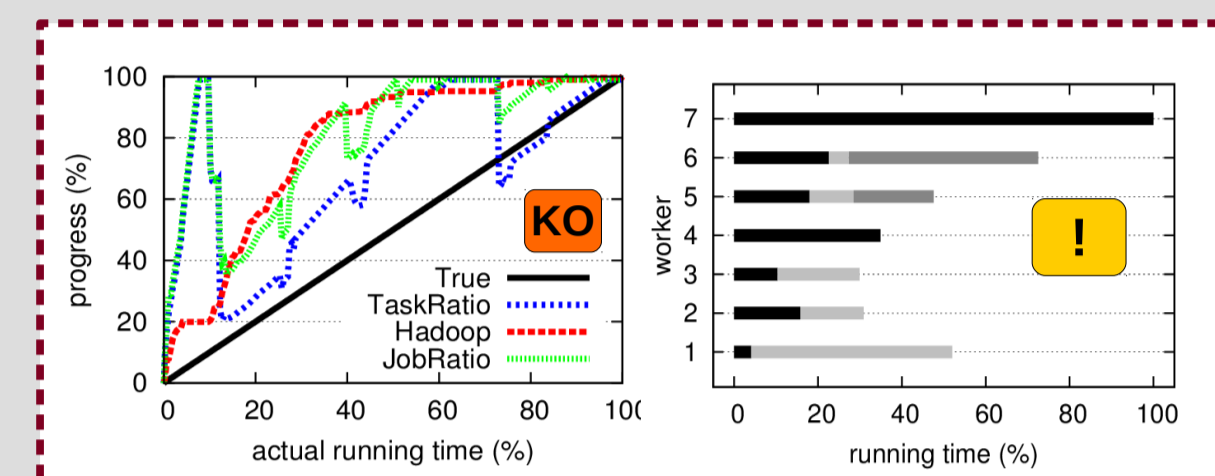 100
80
60
40
20
0
progress (%)
0 20 40 60 80 100
actual running time (%)
KO
True
TaskRatio
Hadoop
JobRatio
7
6
5
4
3
2
1
worker
!
0 20 40 60 80 100
running time (%)